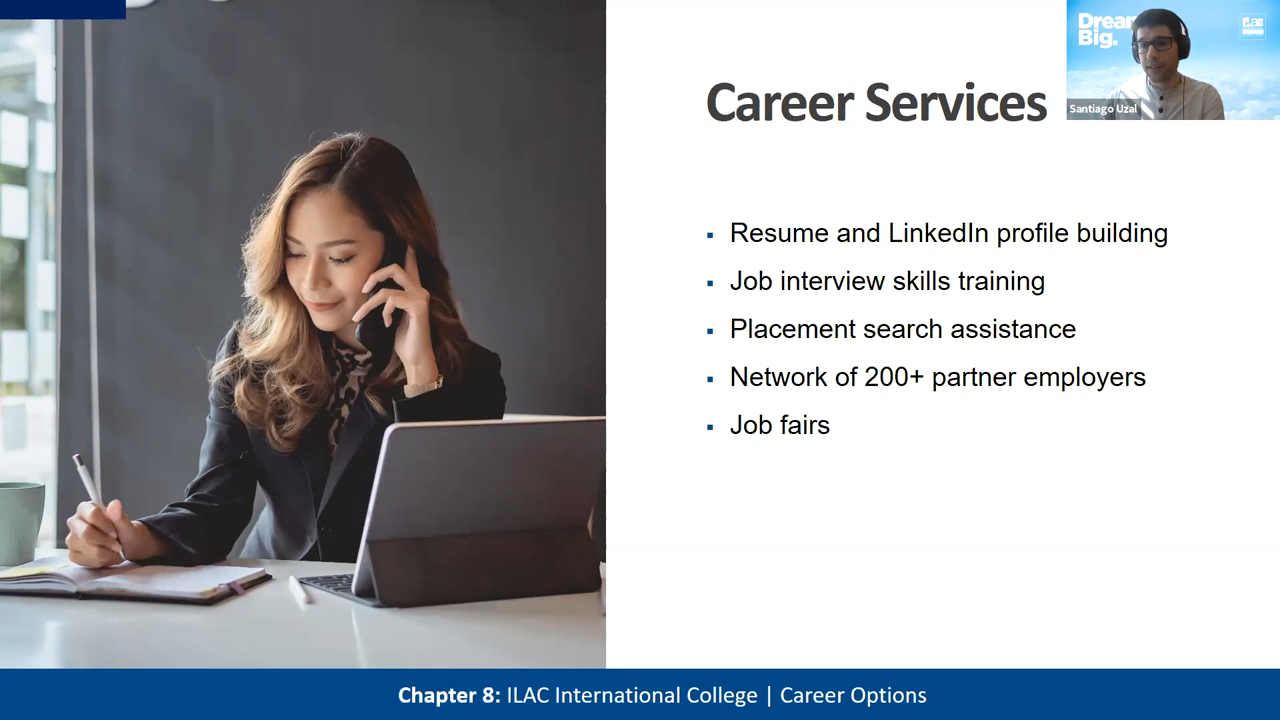 Career Services
Dream
Big.
ilac
Santiago Uzal
▪ Resume and LinkedIn profile building
▪ Job interview skills training
▪ Placement search assistance
▪ Network of 200+ partner employers
▪ Job fairs
Chapter 8: ILAC International College | Career Options